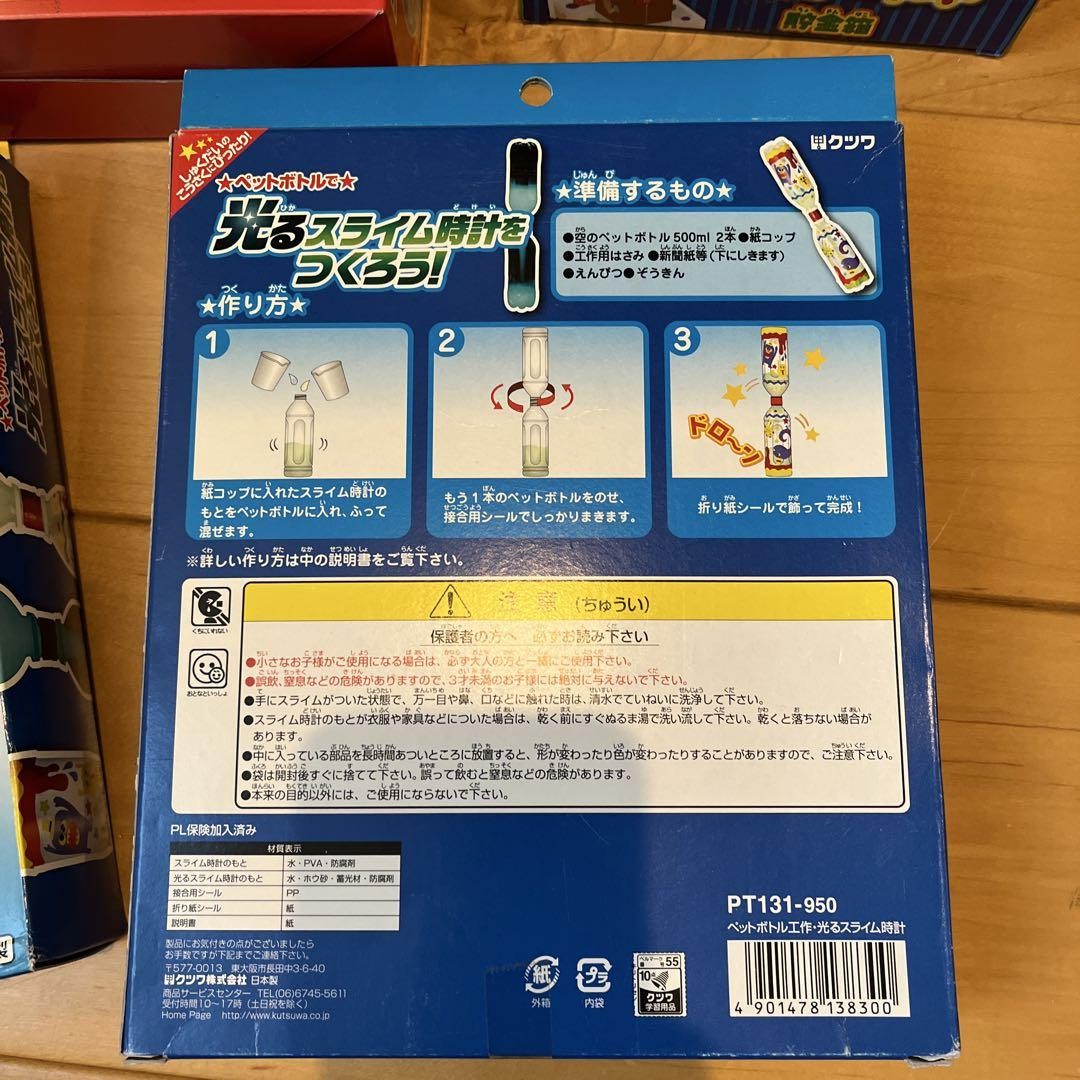 貯金箱
しゅくだいの
こうさくにぴったり!
★ペットボトルで★
光るスライム時計を
つくろう!
★準備するもの★
クツワ
●空のペットボトル500ml 2本●紙コップ
●工作用はさみ ●新聞紙等(下にしきます)
●えんぴつ●ぞうきん
★作り方★
1
紙コップに入れたスライム時計の
もとをペットボトルに入れ、ふって
混ぜます。
2
もう1本のペットボトルをのせ、
接合用シールでしっかりまきます。
3
ドロ〜ン
折り紙シールで飾って完成!
※詳しい作り方は中の説明書をご覧下さい。
くちにいれない
おとなといっしょ
注意(ちゅうい)
保護者の方へ 必ずお読み下さい
●小さなお子様がご使用になる場合は、必ず大人の方と一緒にご使用下さい。
●誤飲、窒息などの危険がありますので、3才未満のお子様には絶対に与えないで下さい。
●手にスライムがついた状態で、万一目や鼻、口などに触れた時は、清水でていねいに洗浄して下さい。
●スライム時計のもとが衣服や家具などについた場合は、乾く前にすぐぬるま湯で洗い流して下さい。乾くと落ちない場合が
あります。
●中に入っている部品を長時間あついところに放置すると、形が変わったり色が変わったりすることがありますので、ご注意下さい。
●袋は開封後すぐに捨てて下さい。誤って飲むと窒息などの危険があります。
●本来の目的以外には、ご使用にならないで下さい。
PL保険加入済み
材質表示
スライム時計のもと 水・PVA・防腐剤
光るスライム時計のもと 水・ホウ砂・蓄光材・防腐剤
接合用シール PP
折り紙シール 紙
説明書 紙
製品にお気付きの点がございましたら
お手数ですが下記までご連絡下さい。
〒577-0013 東大阪市長田中3-6-40
クツワ株式会社 日本製
商品サービスセンター TEL(06)6745-5611
受付時間10〜17時(土日祝を除く)
Home Page http://www.kutsuwa.co.jp
紙
外箱
プラ
内袋
ベルマーク
番号 55
10点
クツワ
学習用品
PT131-950
ペットボトル工作・光るスライム時計
4 901478 138300